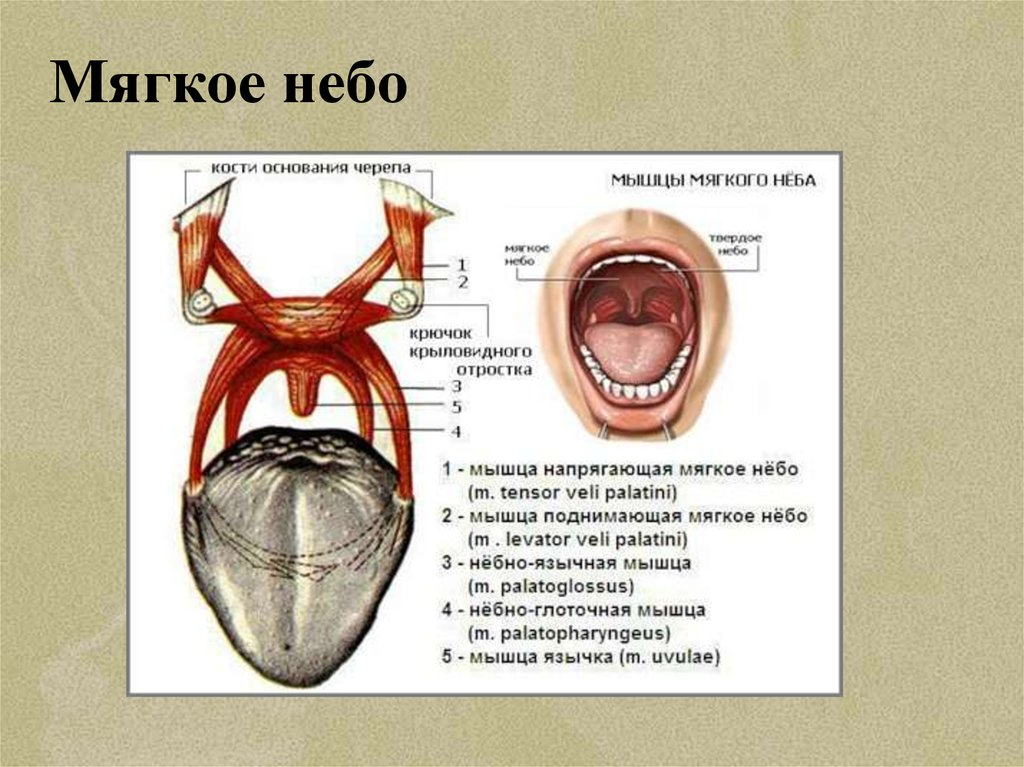 Мягкое небо
кости основания черепа
МЫШЦЫ МЯГКОГО НЁБА
мягкое
небо
твердое
небо
1
2
крючок
крыловидного
отростка
3
5
4
1 - мышца напрягающая мягкое нёбо
(m. tensor veli palatini)
2 - мышца поднимающая мягкое нёбо
(m . levator veli palatini)
3 - нёбно-язычная мышца
(m. palatoglossus)
4 - нёбно-глоточная мышца
(m. palatopharyngeus)
5 - мышца язычка (m. uvulae)